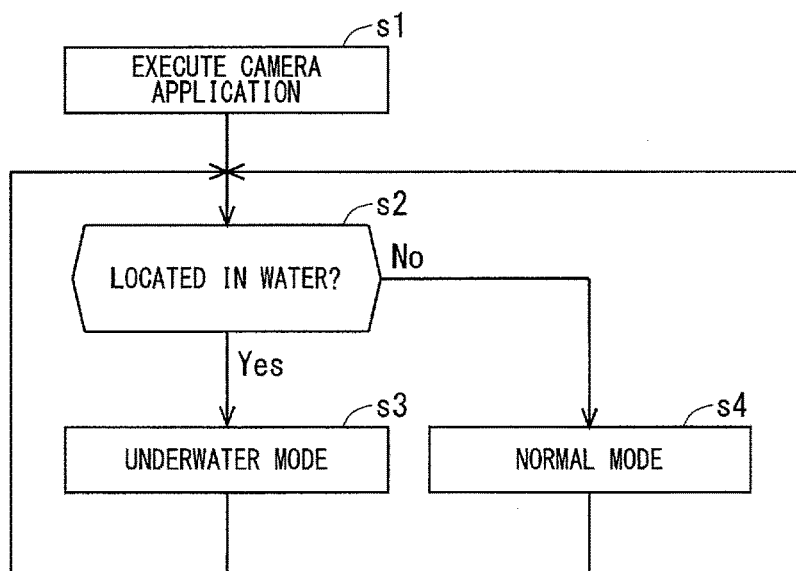 s1
EXECUTE CAMERA
APPLICATION
s2
LOCATED IN WATER?
No
Yes
s3
UNDERWATER MODE
s4
NORMAL MODE